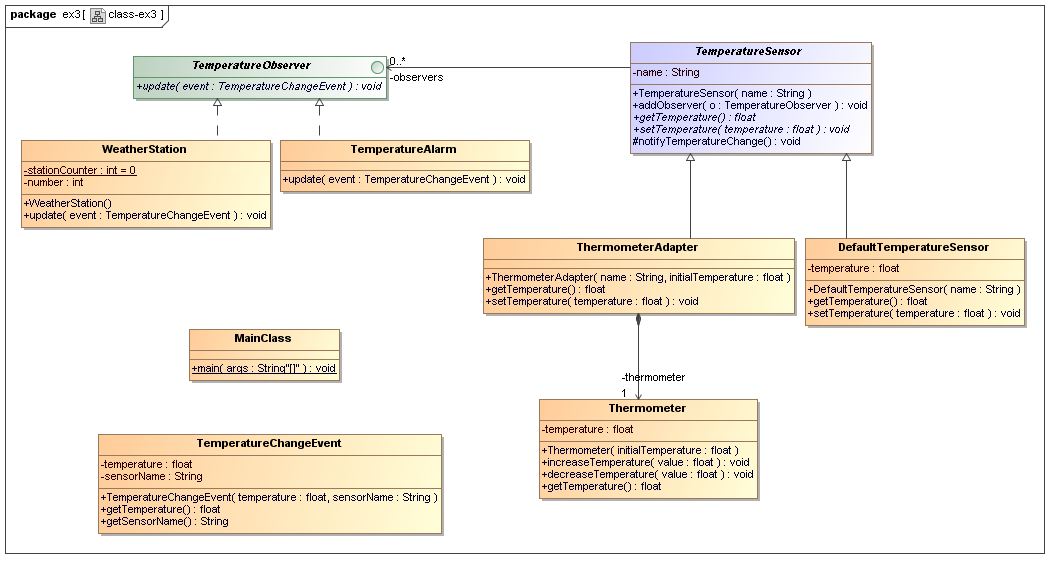 package ex3[ class-ex3 ]
TemperatureObserver
+update( event : TemperatureChangeEvent ) : void
0..*
-observers
TemperatureSensor
-name : String
+TemperatureSensor( name : String )
+addObserver( o : TemperatureObserver ) : void
+getTemperature() : float
+setTemperature( temperature : float ) : void
#notifyTemperatureChange() : void
WeatherStation
-stationCounter : int = 0
-number : int
+WeatherStation()
+update( event : TemperatureChangeEvent ) : void
TemperatureAlarm
+update( event : TemperatureChangeEvent ) : void
ThermometerAdapter
+ThermometerAdapter( name : String, initialTemperature : float )
+getTemperature() : float
+setTemperature( temperature : float ) : void
DefaultTemperatureSensor
-temperature : float
+DefaultTemperatureSensor( name : String )
+getTemperature() : float
+setTemperature( temperature : float ) : void
MainClass
+main( args : String"[]" ) : void
-thermometer
1
Thermometer
-temperature : float
+Thermometer( initialTemperature : float )
+increaseTemperature( value : float ) : void
+decreaseTemperature( value : float ) : void
+getTemperature() : float
TemperatureChangeEvent
-temperature : float
-sensorName : String
+TemperatureChangeEvent( temperature : float, sensorName : String )
+getTemperature() : float
+getSensorName() : String